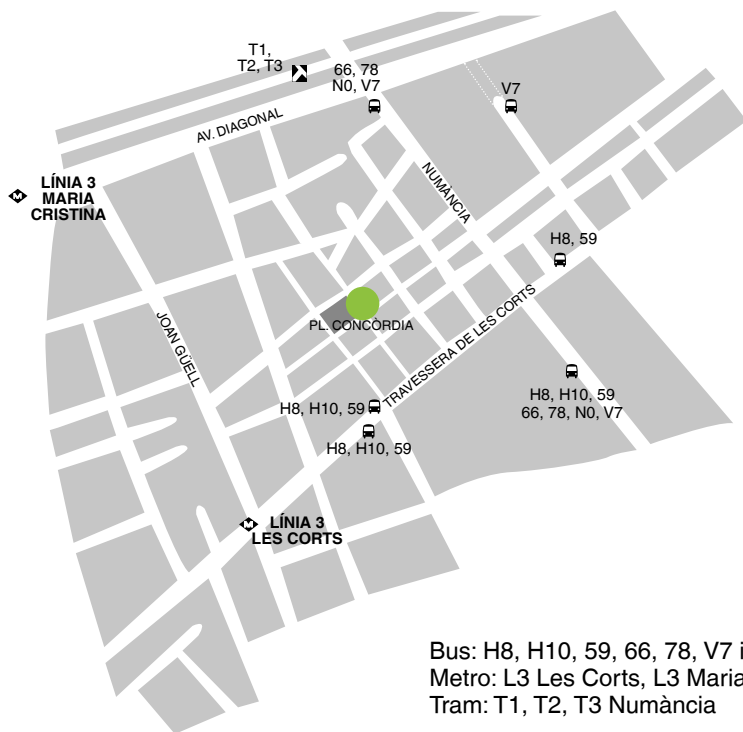 T1,
T2, T3
66, 78
N0, V7
V7
AV. DIAGONAL
LÍNIA 3
MARIA
CRISTINA
NUMÀNCIA
H8, 59
PL. CONCÒRDIA
JOAN GÜELL
TRAVESSERA DE LES CORTS
H8, H10, 59
H8, H10, 59
66, 78, N0, V7
H8, H10, 59
LÍNIA 3
LES CORTS
Bus: H8, H10, 59, 66, 78, V7 i
Metro: L3 Les Corts, L3 Maria
Tram: T1, T2, T3 Numància